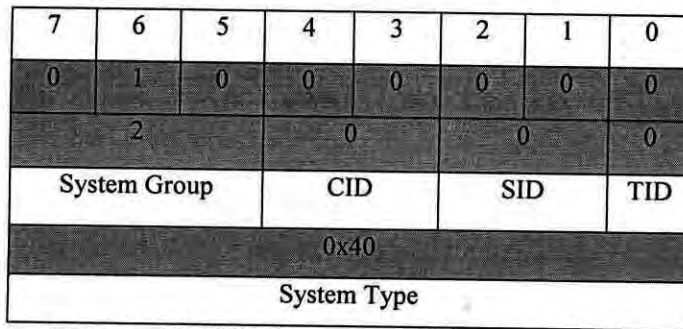 7 6 5 4 3 2 1 0
0 1 0 0 0 0 0 0
2 0 0 0
System Group CID SID TID
0x40
System Type